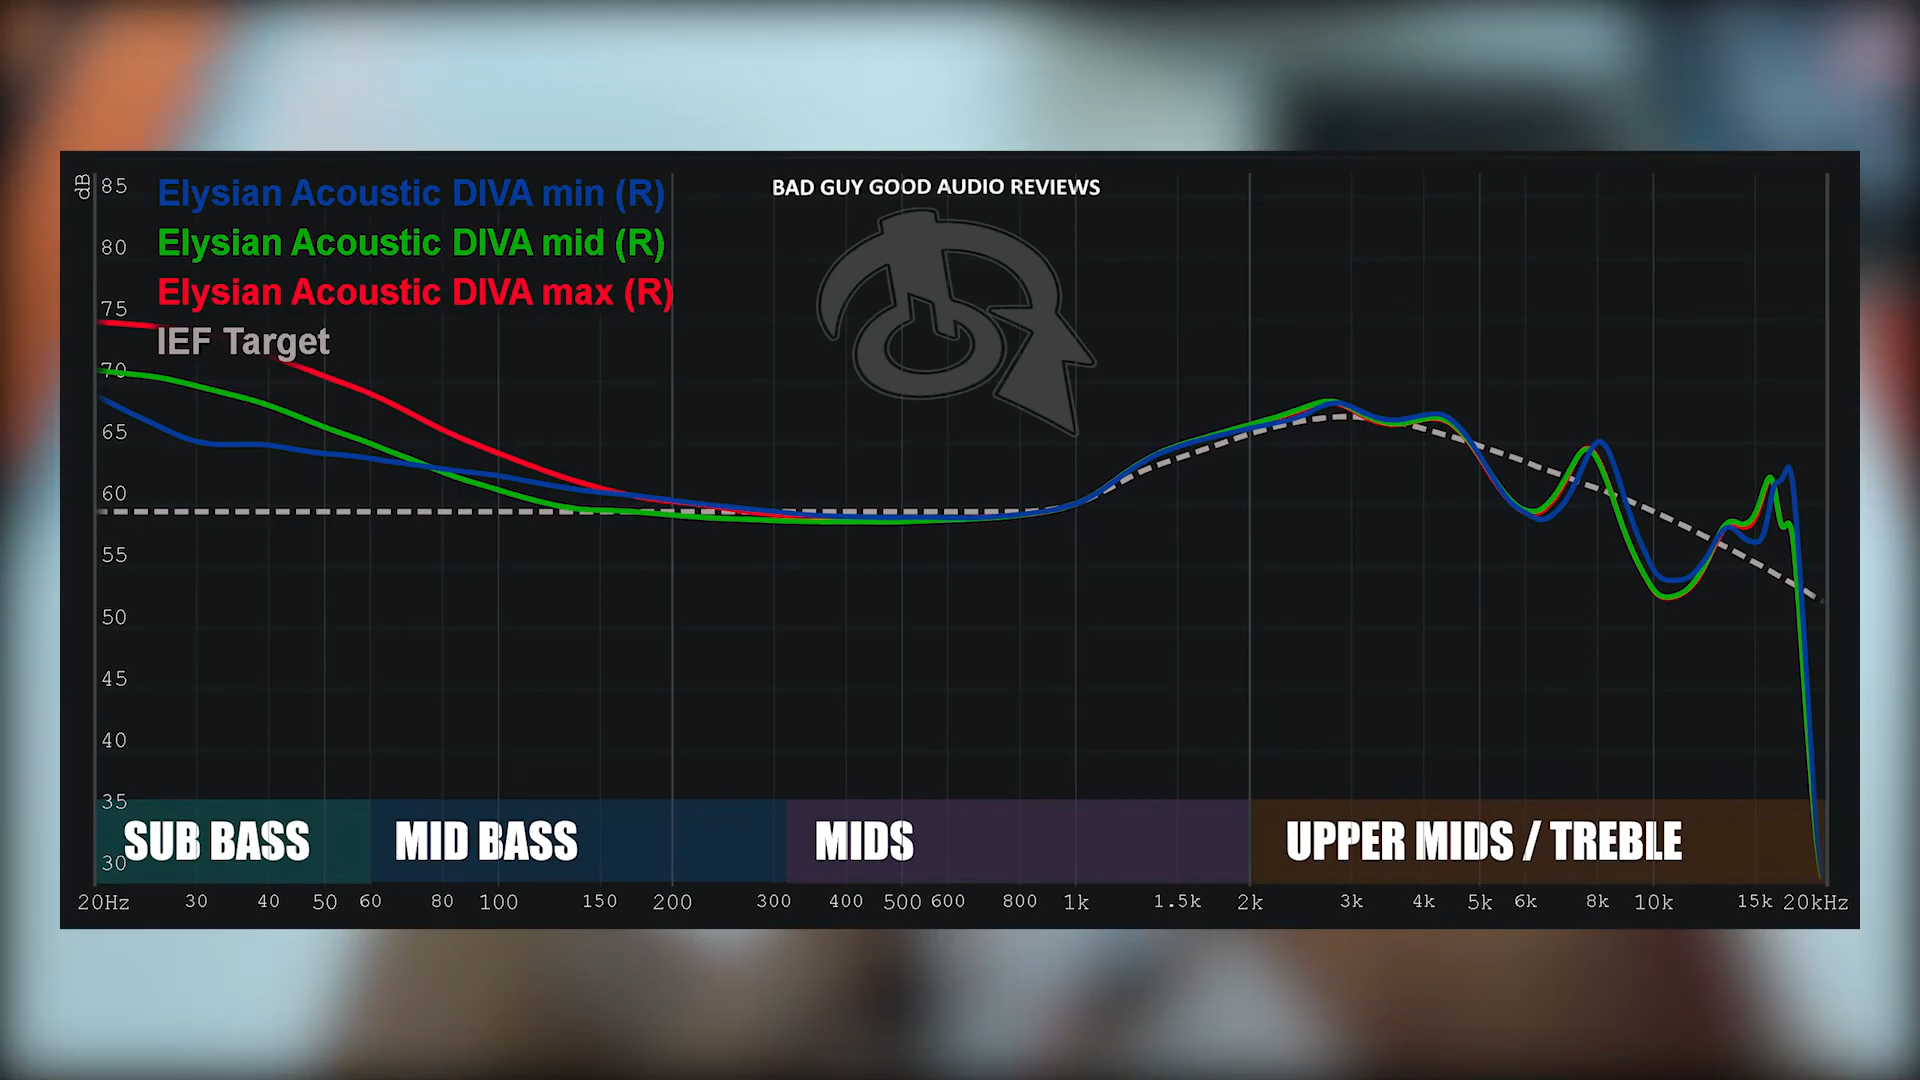 BAD GUY GOOD AUDIO REVIEWS
dB
85
Elysian Acoustic DIVA min (R)
80
Elysian Acoustic DIVA mid (R)
75
Elysian Acoustic DIVA max (R)
IEF Target
70
65
60
55
50
45
40
35
30
SUB BASS MID BASS MIDS UPPER MIDS / TREBLE
20Hz 30 40 50 60 80 100 150 200 300 400 500 600 800 1k 1.5k 2k 3k 4k 5k 6k 8k 10k 15k 20kHz